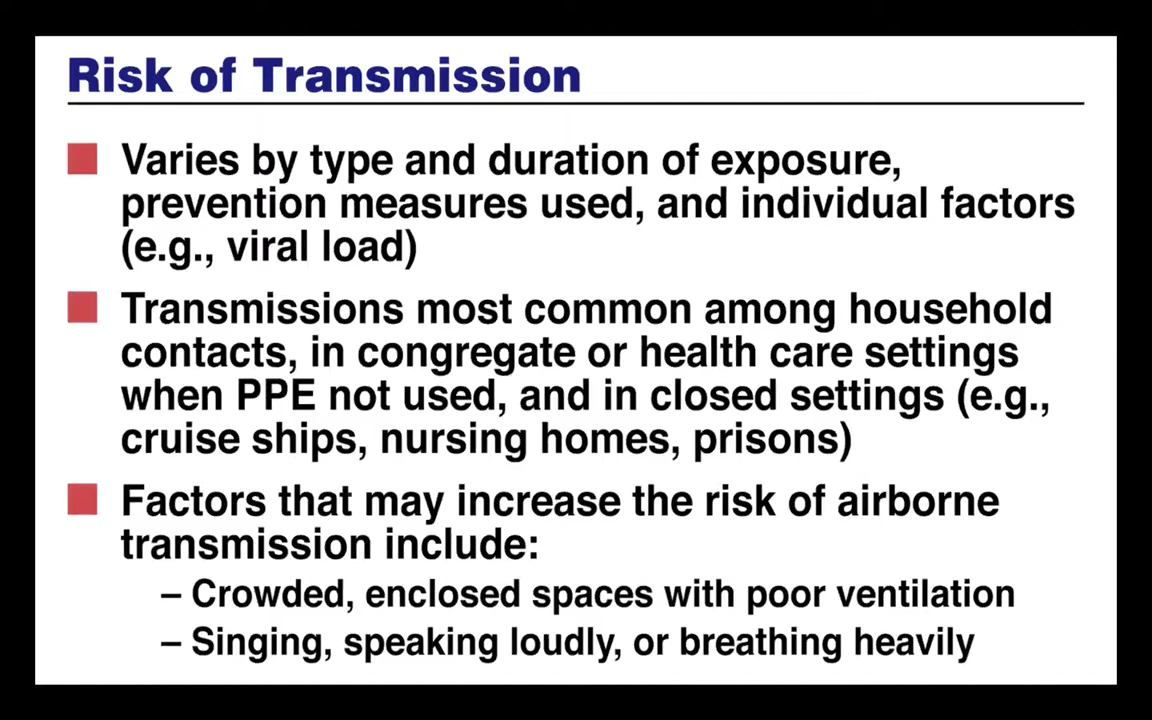 Risk of Transmission
Varies by type and duration of exposure,
prevention measures used, and individual factors
(e.g., viral load)
Transmissions most common among household
contacts, in congregate or health care settings
when PPE not used, and in closed settings (e.g.,
cruise ships, nursing homes, prisons)
Factors that may increase the risk of airborne
transmission include:
– Crowded, enclosed spaces with poor ventilation
– Singing, speaking loudly, or breathing heavily